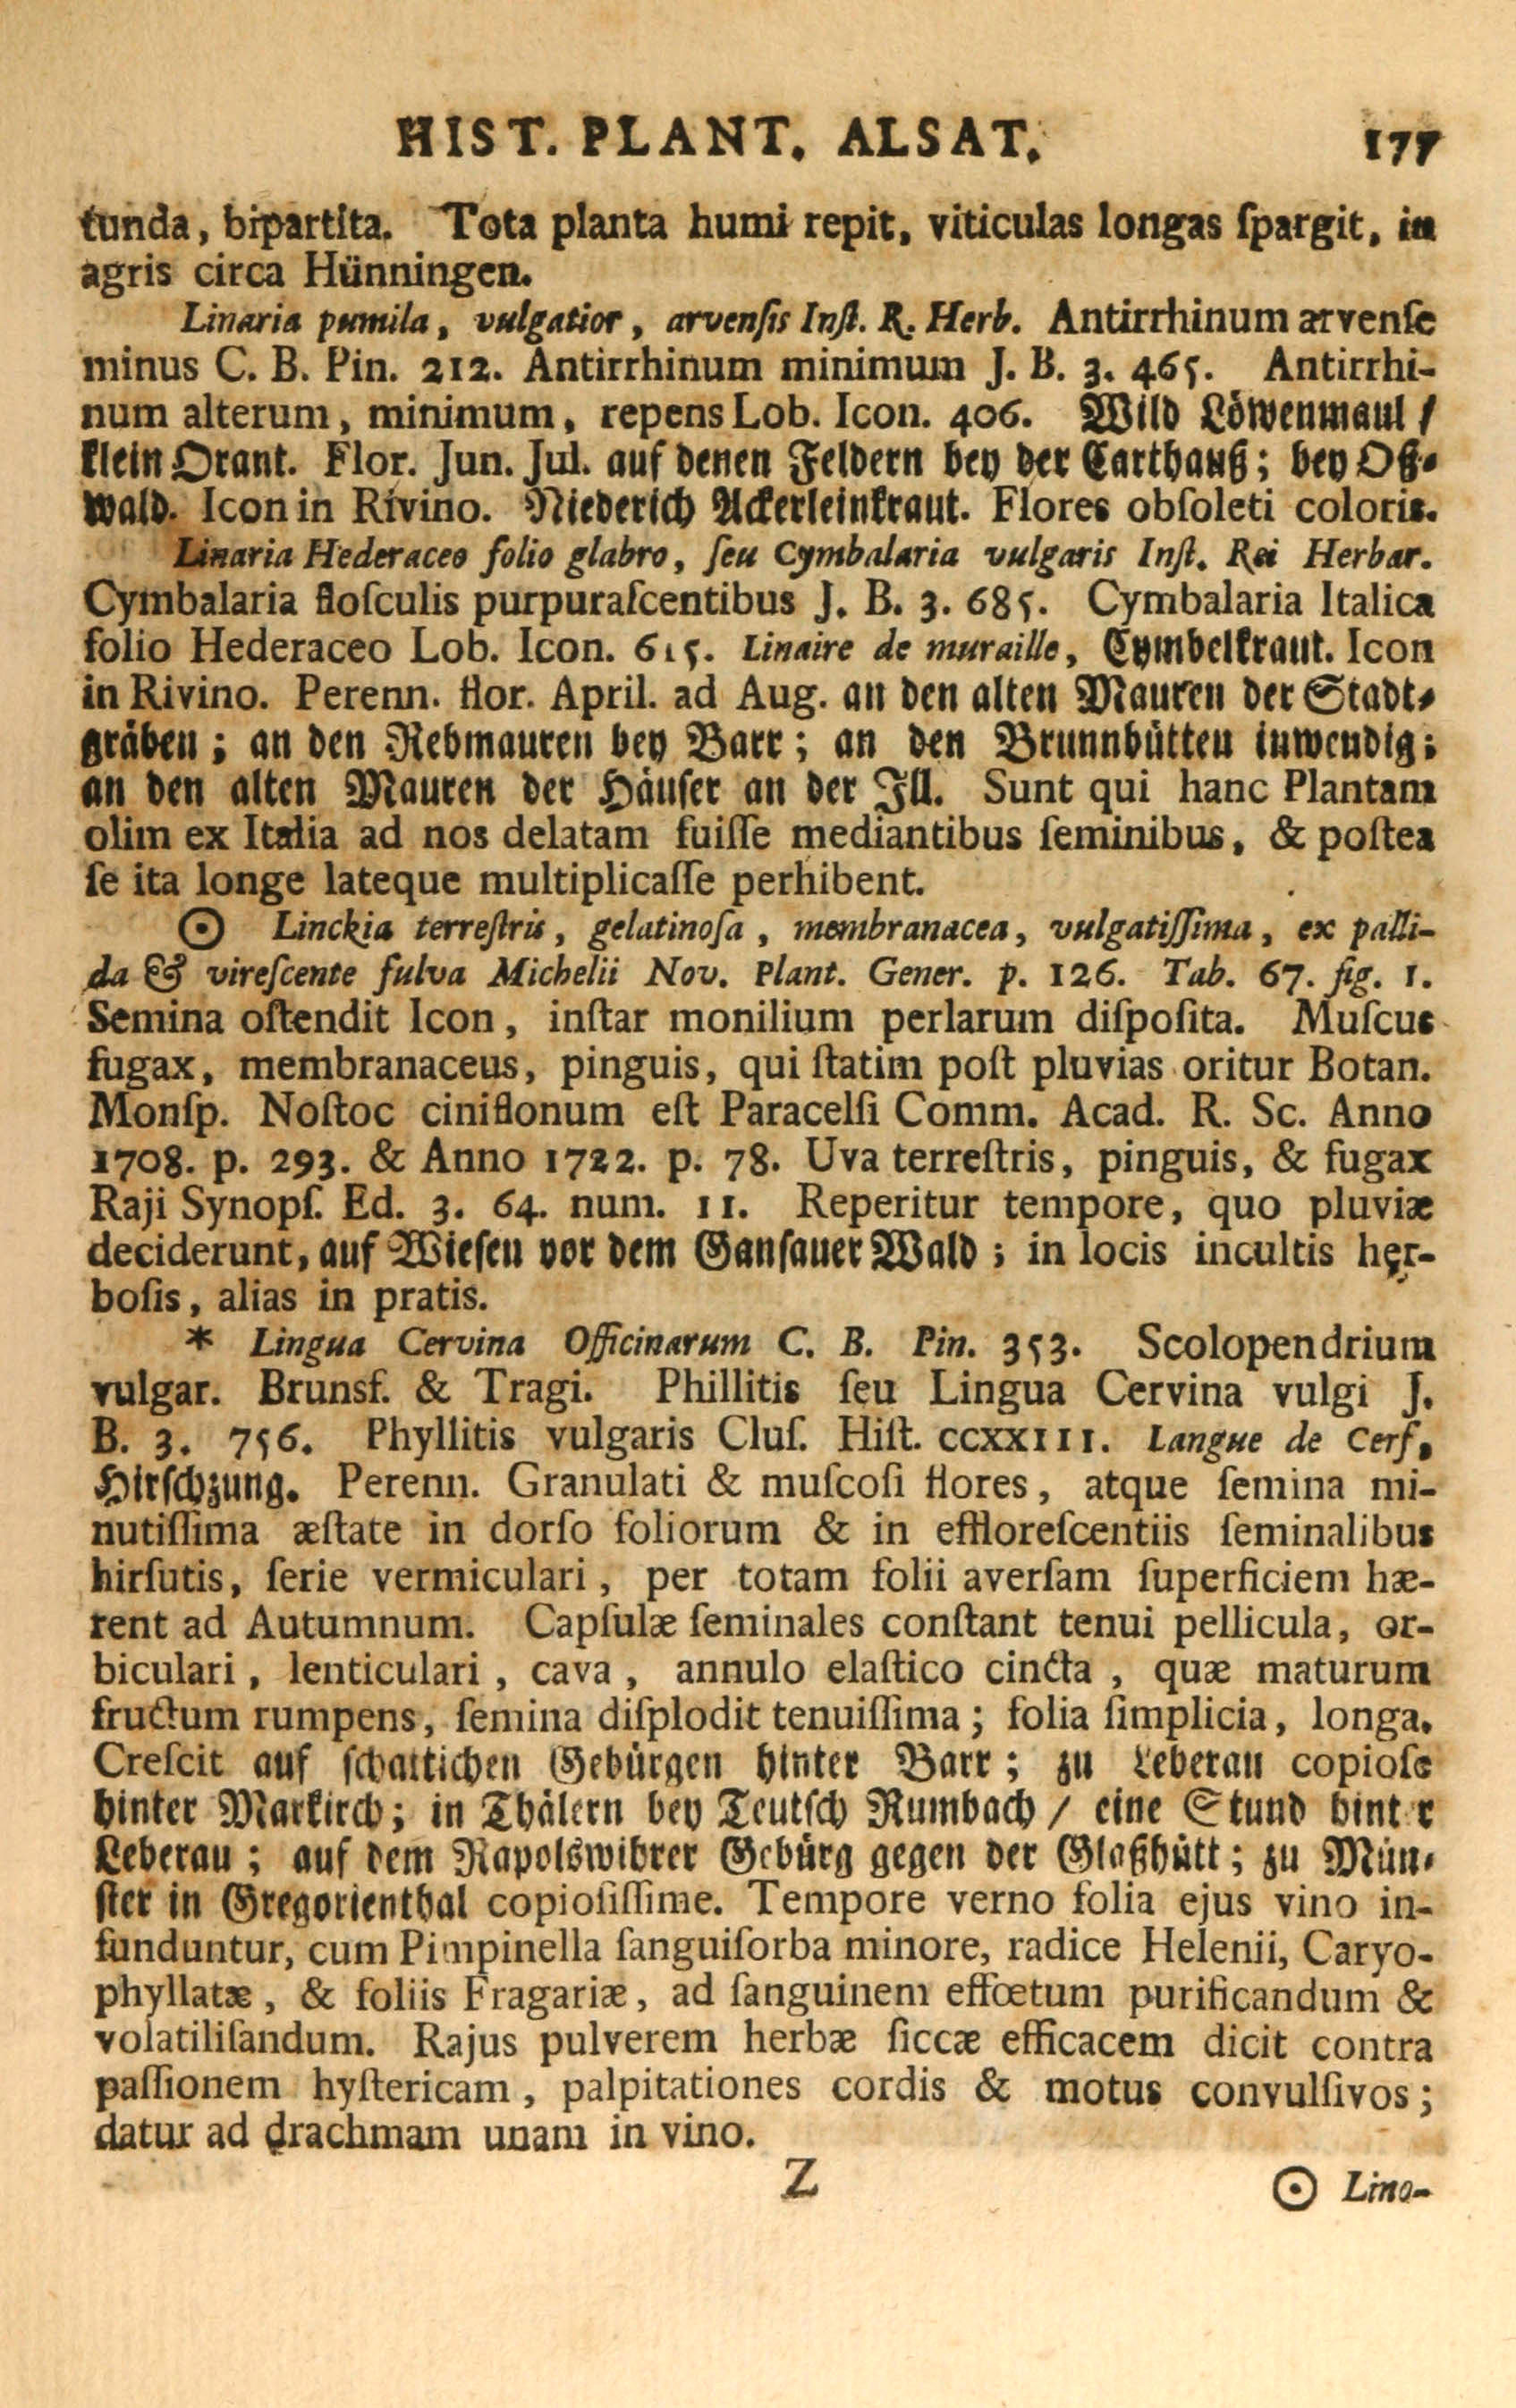 HIST. PLANT. ALSAT. 177
tunda, bipartita. Tota planta humi repit, viticulas longas ſpargit, in
agris circa Hünningen.
Linaria pumila, vulgatior, arvenſis Inſt. R. Herb. Antirrhinum arvenſe
minus C. B. Pin. 212. Antirrhinum minimum J. B. 3. 465. Antirrhi-
num alterum, minimum, repens Lob. Icon. 406. Wild Löwenmaul /
klein Orant. Flor. Jun. Jul. auf denen Feldern bey der Carthauß; bey Oß-
wald. Icon in Rivino. Niederich Ackerleinkraut. Flores obſoleti coloris.
Linaria Hederaceo folio glabro, ſeu Cymbalaria vulgaris Inſt. Rei Herbar.
Cymbalaria floſculis purpuraſcentibus J. B. 3. 685. Cymbalaria Italica
folio Hederaceo Lob. Icon. 615. Linaire de muraille, Cymbelkraut. Icon
in Rivino. Perenn. flor. April. ad Aug. an den alten Mauren der Stadt-
gräben; an den Rebmauren bey Barr; an den Brunnhütten inwendig;
an den alten Mauren der Häuſer an der Jll. Sunt qui hanc Plantam
olim ex Italia ad nos delatam fuiſſe mediantibus ſeminibus, & poſtea
ſe ita longe lateque multiplicaſſe perhibent.
☉ Linckia terreſtris, gelatinoſa, membranacea, vulgatiſſima, ex palli-
da & vireſcente fulva Michelii Nov. Plant. Gener. p. 126. Tab. 67. fig. 1.
Semina oſtendit Icon, inſtar monilium perlarum diſpoſita. Muſcus
fugax, membranaceus, pinguis, qui ſtatim poſt pluvias oritur Botan.
Monſp. Noſtoc ciniflonum eſt Paracelſi Comm. Acad. R. Sc. Anno
1708. p. 293. & Anno 1722. p. 78. Uva terreſtris, pinguis, & fugax
Raji Synopſ. Ed. 3. 64. num. 11. Reperitur tempore, quo pluviæ
deciderunt, auf Wieſen vor dem Ganſauer Wald; in locis incultis her-
boſis, alias in pratis.
* Lingua Cervina Officinarum C. B. Pin. 353. Scolopendrium
vulgar. Brunsf. & Tragi. Phillitis ſeu Lingua Cervina vulgi J.
B. 3. 756. Phyllitis vulgaris Cluſ. Hiſt. CCXXIII. Langue de Cerf,
Hirſchzung. Perenn. Granulati & muſcoſi flores, atque ſemina mi-
nutiſſima æſtate in dorſo foliorum & in effloreſcentiis ſeminalibus
hirſutis, ſerie vermiculari, per totam folii averſam ſuperficiem hæ-
rent ad Autumnum. Capſulæ ſeminales conſtant tenui pellicula, or-
biculari, lenticulari, cava, annulo elaſtico cincta, quæ maturum
fructum rumpens, ſemina diſplodit tenuiſſima; folia ſimplicia, longa.
Creſcit auf ſchattichen Gebürgen hinter Barr; zu Leberau copioſe
hinter Markirch; in Thälern bey Teutſch Rumbach / eine Stund hinter
Leberau; auf dem Rapolswihrer Gebürg gegen der Glaßhütt; zu Mün-
ſter in Gregorienthal copioſiſſime. Tempore verno folia ejus vino in-
funduntur, cum Pimpinella ſanguiſorba minore, radice Helenii, Caryo-
phyllatæ, & foliis Fragariæ, ad ſanguinem effœtum purificandum &
volatiliſandum. Rajus pulverem herbæ ſiccæ efficacem dicit contra
paſſionem hyſtericam, palpitationes cordis & motus convulſivos;
datur ad drachmam unam in vino.
Z ☉ Lino-